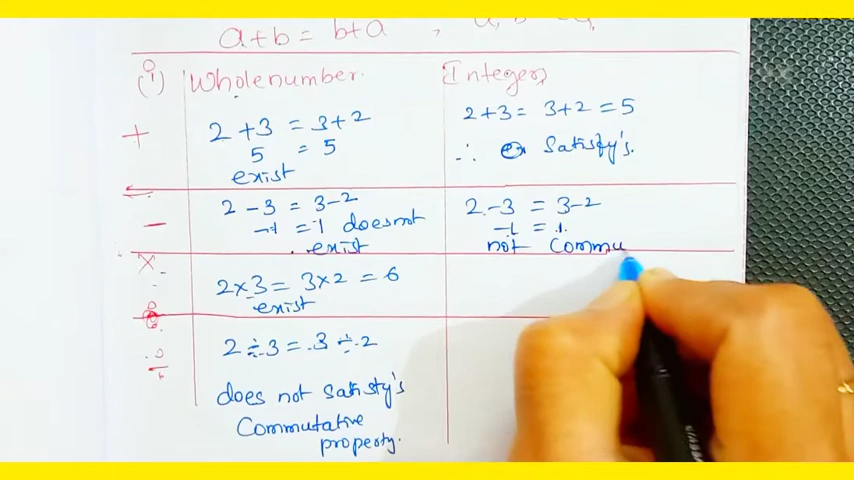 a+b = b+a ,
(i) Wholenumber. Integers
+ 2+3 = 3+2 2+3 = 3+2 = 5
5 = 5 ∴ Satisfy's.
exist
- 2-3 = 3-2 2-3 = 3-2
-1 = 1 does not -1 = 1.
exist not Commu
× 2×3 = 3×2 = 6
exist
÷ 2÷3 = 3÷2
does not Satisfy's
Commutative
property.